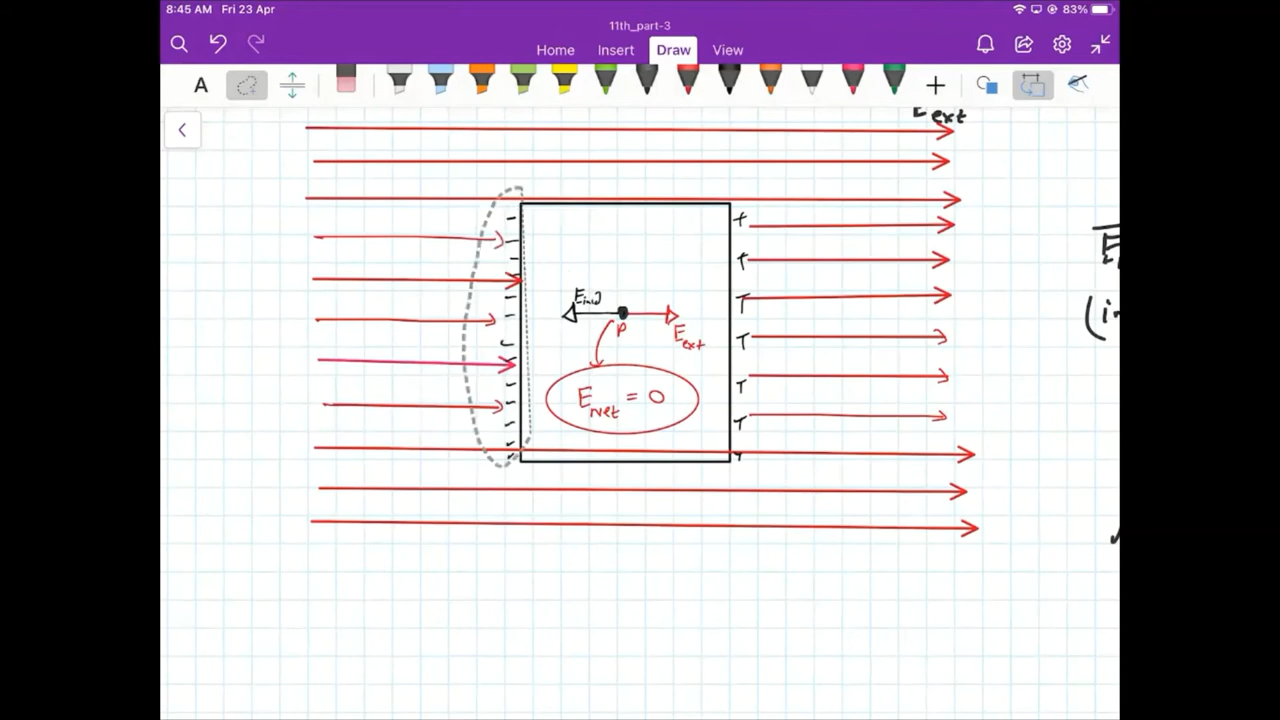 8:45 AM Fri 23 Apr
83%
11th_part-3
Home Insert Draw View
A
Eext
Eind
P
Eext
Enet = 0